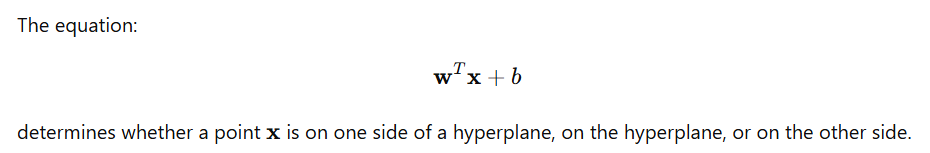 The equation:
w^T x + b
determines whether a point x is on one side of a hyperplane, on the hyperplane, or on the other side.